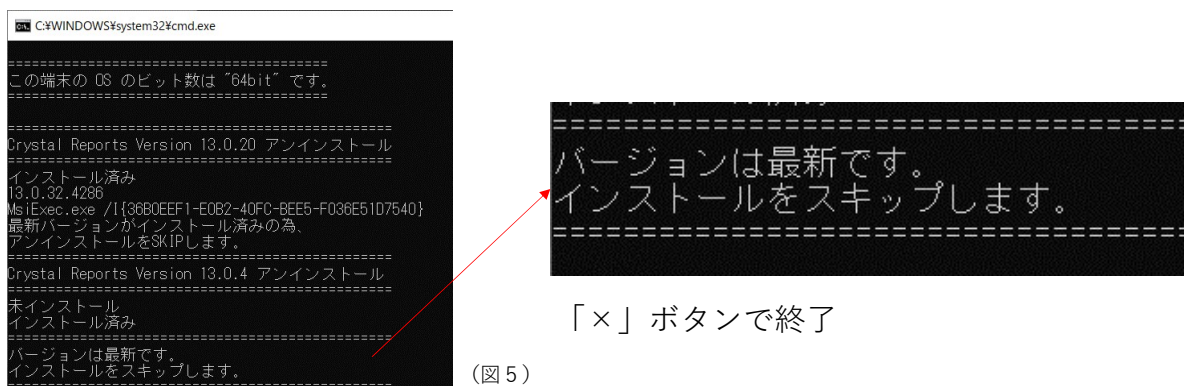 C:¥WINDOWS¥system32¥cmd.exe
========================================
この端末の OS のビット数は ”64bit” です。
========================================
================================================
Crystal Reports Version 13.0.20 アンインストール
================================================
インストール済み
13.0.32.4286
MsiExec.exe /I{36B0EEF1-E0B2-40FC-BEE5-F036E51D7540}
最新バージョンがインストール済みの為、
アンインストールをSKIPします。
================================================
Crystal Reports Version 13.0.4 アンインストール
================================================
未インストール
インストール済み
================================================
バージョンは最新です。
インストールをスキップします。
================================================
(図5)
===================================
バージョンは最新です。
インストールをスキップします。
===================================
「×」ボタンで終了